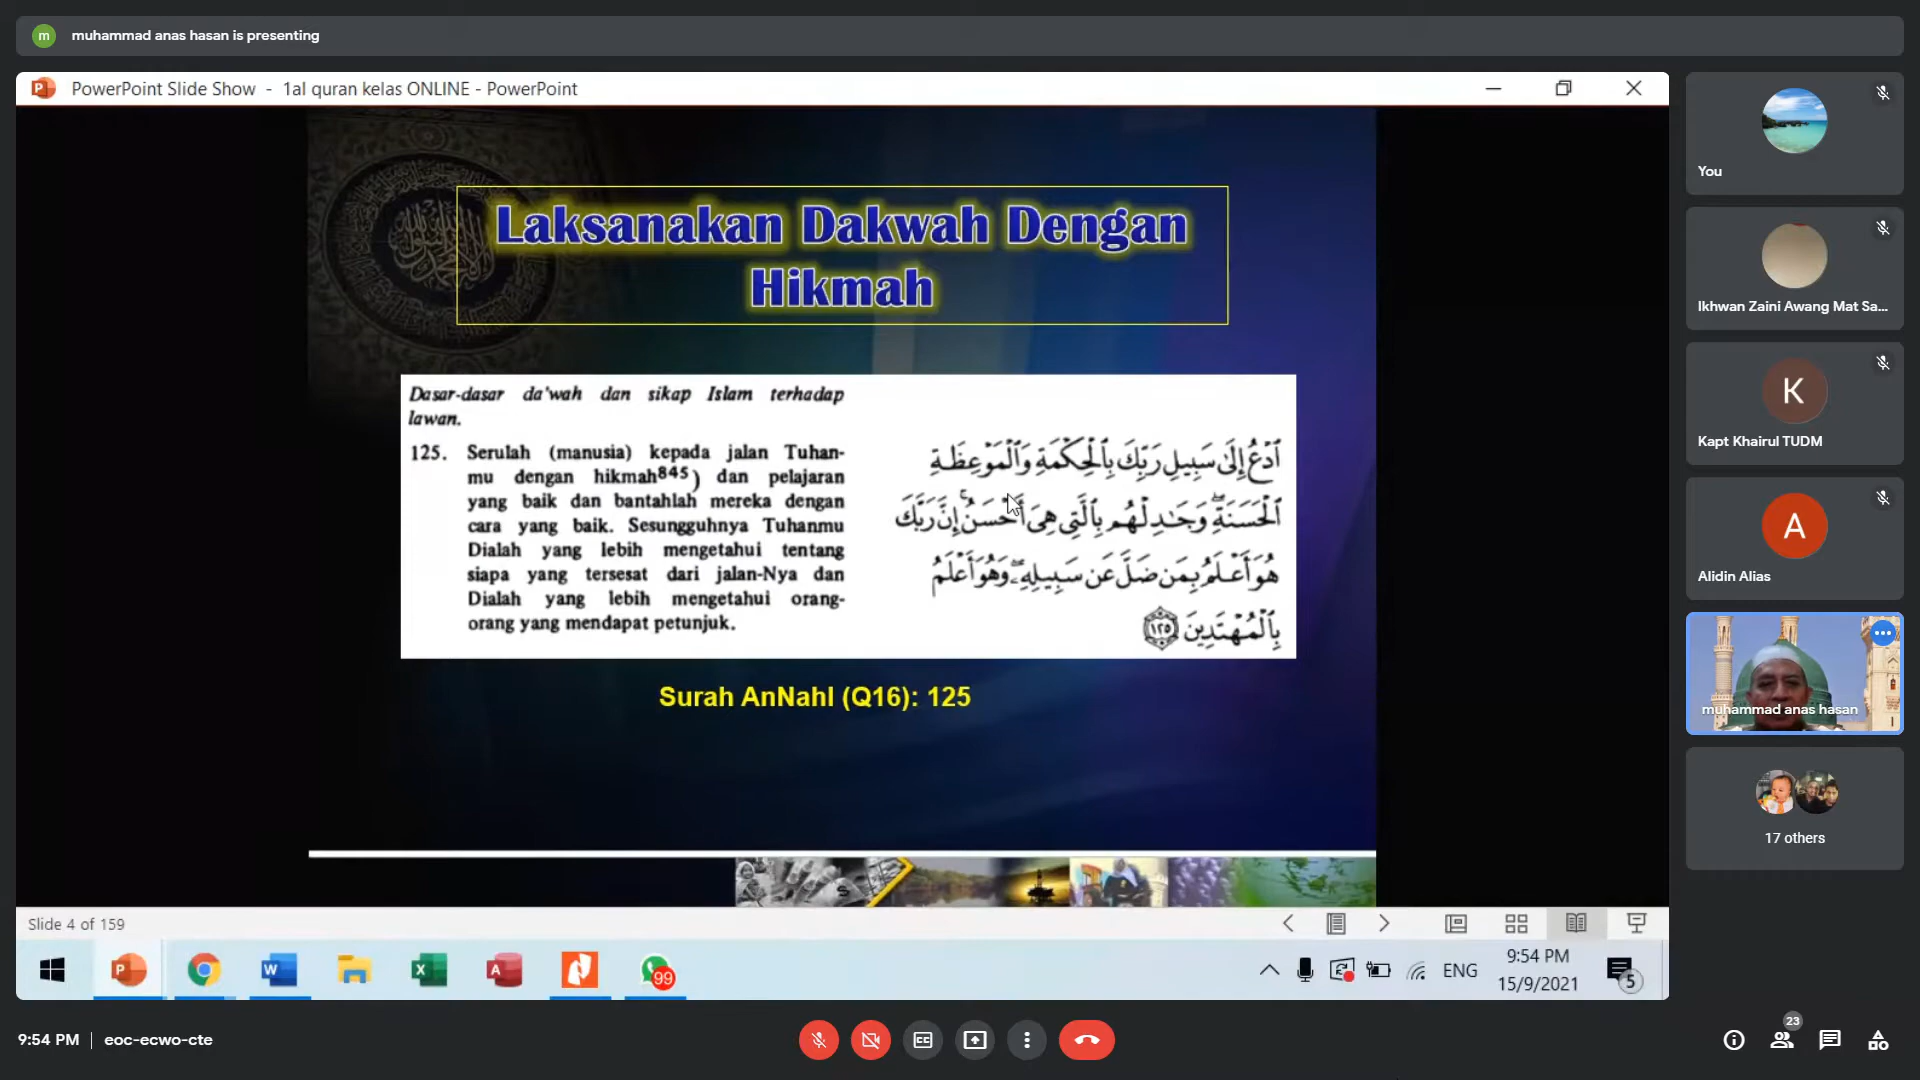 m
muhammad anas hasan is presenting
PowerPoint Slide Show - 1al quran kelas ONLINE - PowerPoint
Laksanakan Dakwah Dengan
Hikmah
Dasar-dasar da'wah dan sikap Islam terhadap
lawan.
125. Serulah (manusia) kepada jalan Tuhan-
mu dengan hikmah845) dan pelajaran
yang baik dan bantahlah mereka dengan
cara yang baik. Sesungguhnya Tuhanmu
Dialah yang lebih mengetahui tentang
siapa yang tersesat dari jalan-Nya dan
Dialah yang lebih mengetahui orang-
orang yang mendapat petunjuk.
ٱدْعُ إِلَىٰ سَبِيلِ رَبِّكَ بِٱلْحِكْمَةِ وَٱلْمَوْعِظَةِ
ٱلْحَسَنَةِ ۖ وَجَـٰدِلْهُم بِٱلَّتِى هِىَ أَحْسَنُ ۚ إِنَّ رَبَّكَ
هُوَ أَعْلَمُ بِمَن ضَلَّ عَن سَبِيلِهِۦ ۖ وَهُوَ أَعْلَمُ
بِٱلْمُهْتَدِينَ ١٢٥
Surah AnNahl (Q16): 125
Slide 4 of 159
99
ENG
9:54 PM
15/9/2021
5
You
Ikhwan Zaini Awang Mat Sa...
K
Kapt Khairul TUDM
A
Alidin Alias
muhammad anas hasan
17 others
9:54 PM | eoc-ecwo-cte
23